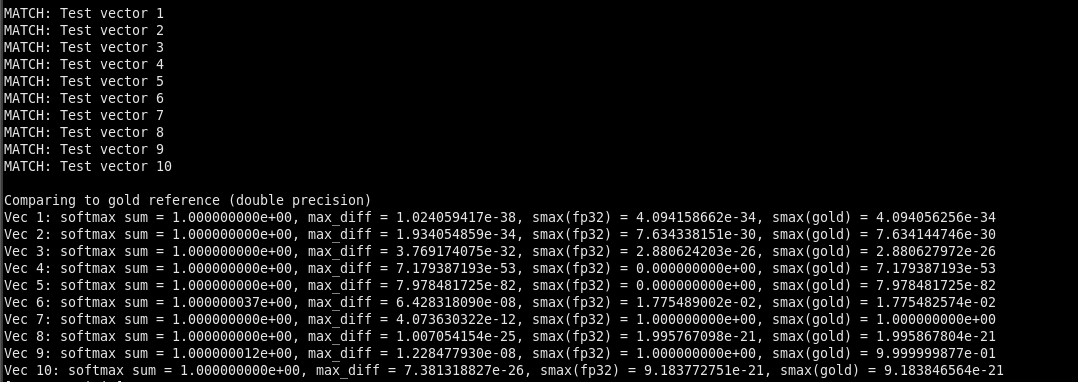 MATCH: Test vector 1
MATCH: Test vector 2
MATCH: Test vector 3
MATCH: Test vector 4
MATCH: Test vector 5
MATCH: Test vector 6
MATCH: Test vector 7
MATCH: Test vector 8
MATCH: Test vector 9
MATCH: Test vector 10
Comparing to gold reference (double precision)
Vec 1: softmax sum = 1.000000000e+00, max_diff = 1.024059417e-38, smax(fp32) = 4.094158662e-34, smax(gold) = 4.094056256e-34
Vec 2: softmax sum = 1.000000000e+00, max_diff = 1.934054859e-34, smax(fp32) = 7.634338151e-30, smax(gold) = 7.634144746e-30
Vec 3: softmax sum = 1.000000000e+00, max_diff = 3.769174075e-32, smax(fp32) = 2.880624203e-26, smax(gold) = 2.880627972e-26
Vec 4: softmax sum = 1.000000000e+00, max_diff = 7.179387193e-53, smax(fp32) = 0.000000000e+00, smax(gold) = 7.179387193e-53
Vec 5: softmax sum = 1.000000000e+00, max_diff = 7.978481725e-82, smax(fp32) = 0.000000000e+00, smax(gold) = 7.978481725e-82
Vec 6: softmax sum = 1.000000037e+00, max_diff = 6.428318090e-08, smax(fp32) = 1.775489002e-02, smax(gold) = 1.775482574e-02
Vec 7: softmax sum = 1.000000000e+00, max_diff = 4.073630322e-12, smax(fp32) = 1.000000000e+00, smax(gold) = 1.000000000e+00
Vec 8: softmax sum = 1.000000000e+00, max_diff = 1.007054154e-25, smax(fp32) = 1.995767098e-21, smax(gold) = 1.995867804e-21
Vec 9: softmax sum = 1.000000012e+00, max_diff = 1.228477930e-08, smax(fp32) = 1.000000000e+00, smax(gold) = 9.999999877e-01
Vec 10: softmax sum = 1.000000000e+00, max_diff = 7.381318827e-26, smax(fp32) = 9.183772751e-21, smax(gold) = 9.183846564e-21